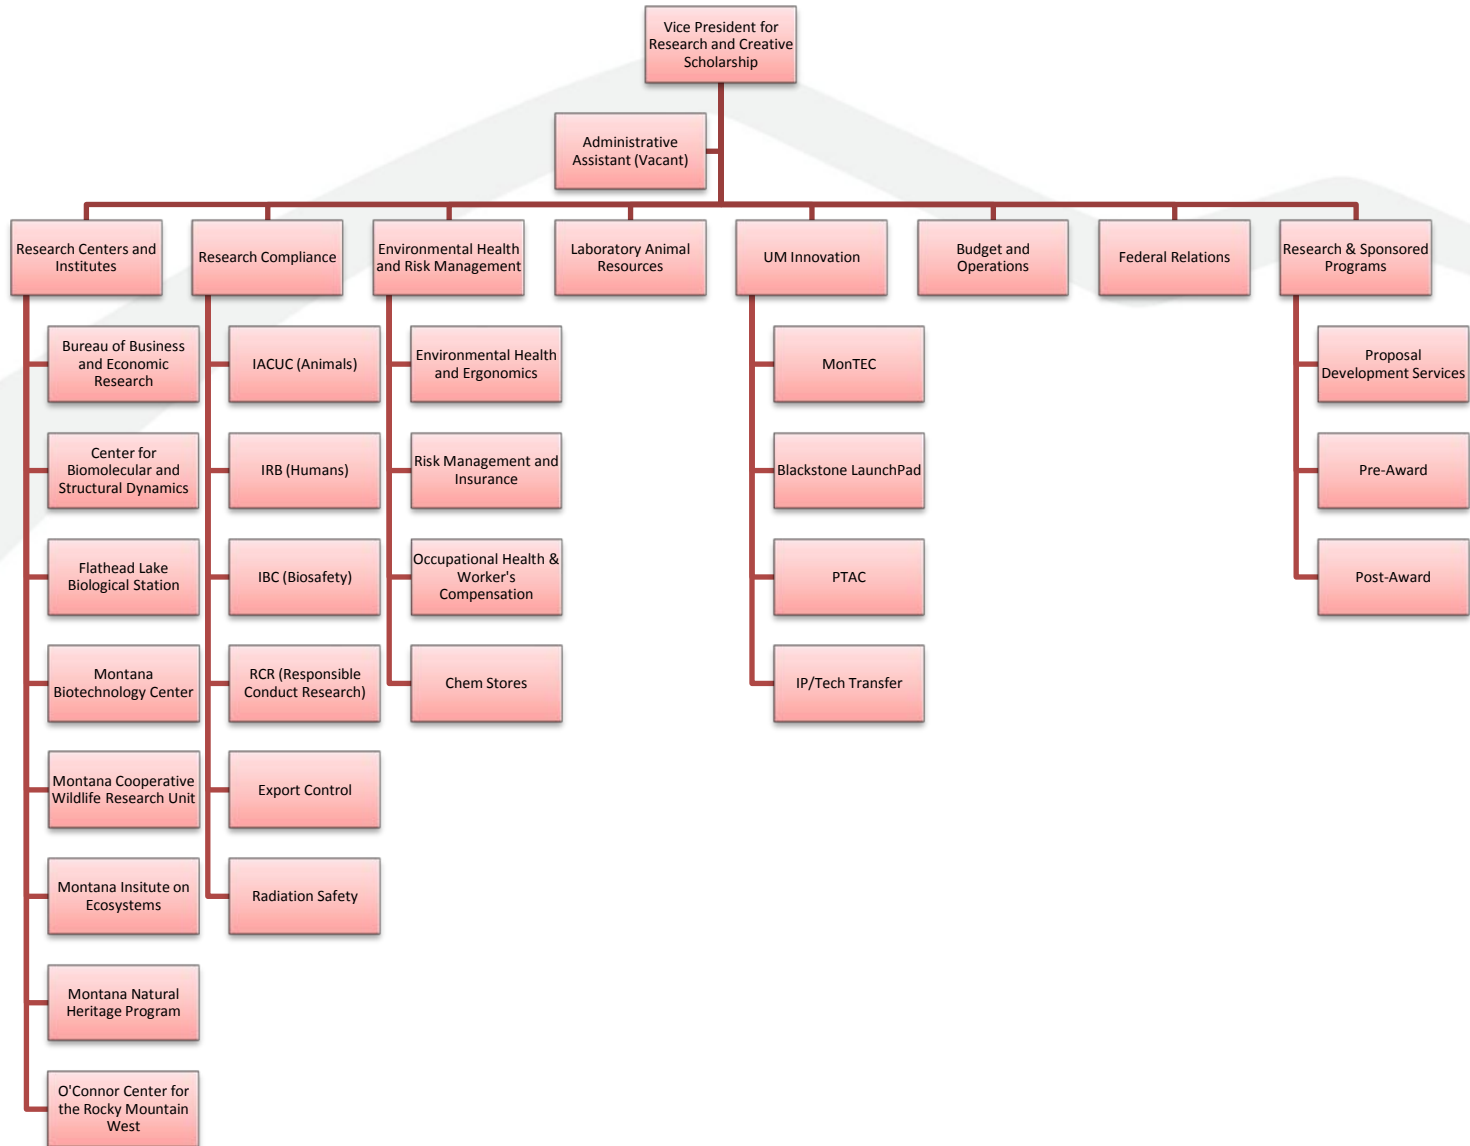 Vice President for
Research and Creative
Scholarship
Administrative
Assistant (Vacant)
Research Centers and
Institutes
Research Compliance
Environmental Health
and Risk Management
Laboratory Animal
Resources
UM Innovation
Budget and
Operations
Federal Relations
Research & Sponsored
Programs
Bureau of Business
and Economic
Research
Center for
Biomolecular and
Structural Dynamics
Flathead Lake
Biological Station
Montana
Biotechnology Center
Montana Cooperative
Wildlife Research Unit
Montana Insitute on
Ecosystems
Montana Natural
Heritage Program
O'Connor Center for
the Rocky Mountain
West
IACUC (Animals)
IRB (Humans)
IBC (Biosafety)
RCR (Responsible
Conduct Research)
Export Control
Radiation Safety
Environmental Health
and Ergonomics
Risk Management and
Insurance
Occupational Health &
Worker's
Compensation
Chem Stores
MonTEC
Blackstone LaunchPad
PTAC
IP/Tech Transfer
Proposal
Development Services
Pre-Award
Post-Award